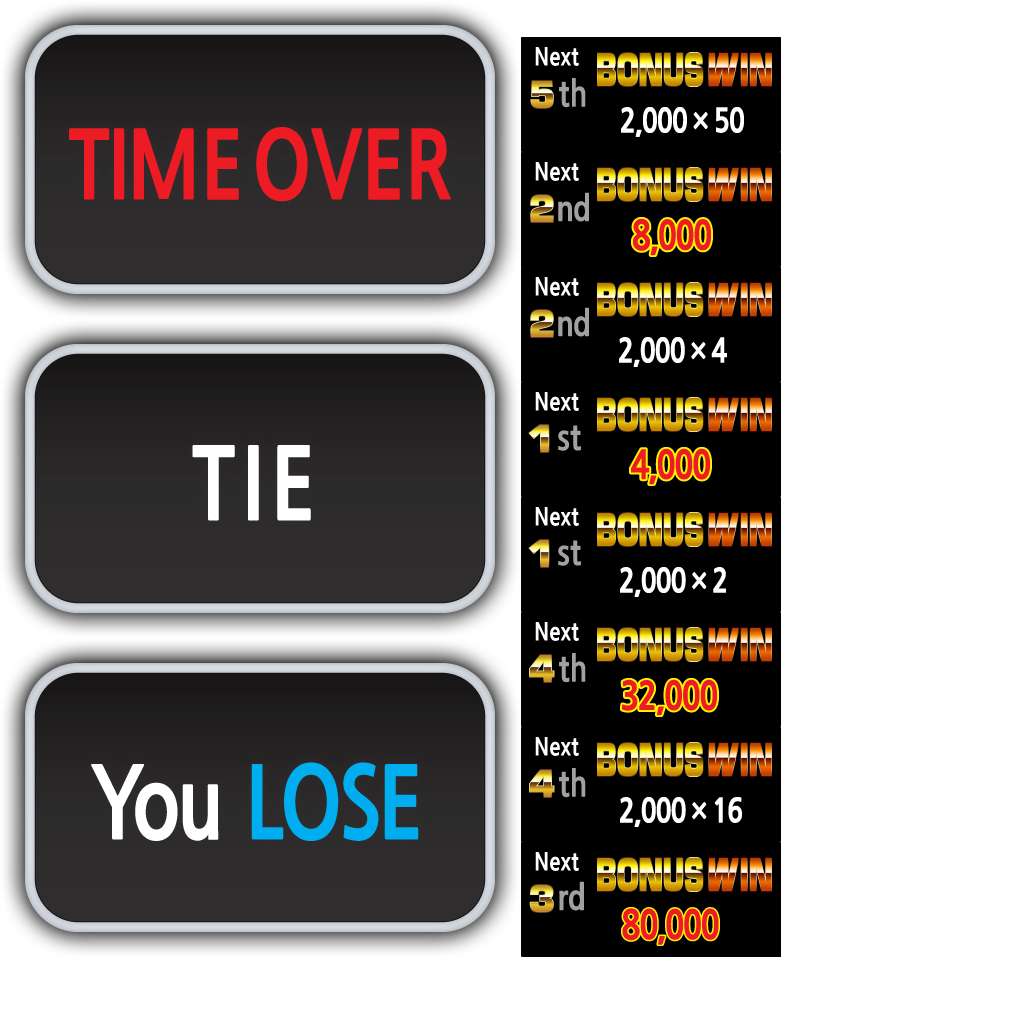 TIME OVER
TIE
You LOSE
Next BONUS WIN
5th
2,000 × 50
Next BONUS WIN
2nd
8,000
Next BONUS WIN
2nd
2,000 × 4
Next BONUS WIN
1st
4,000
Next BONUS WIN
1st
2,000 × 2
Next BONUS WIN
4th
32,000
Next BONUS WIN
4th
2,000 × 16
Next BONUS WIN
3rd
80,000